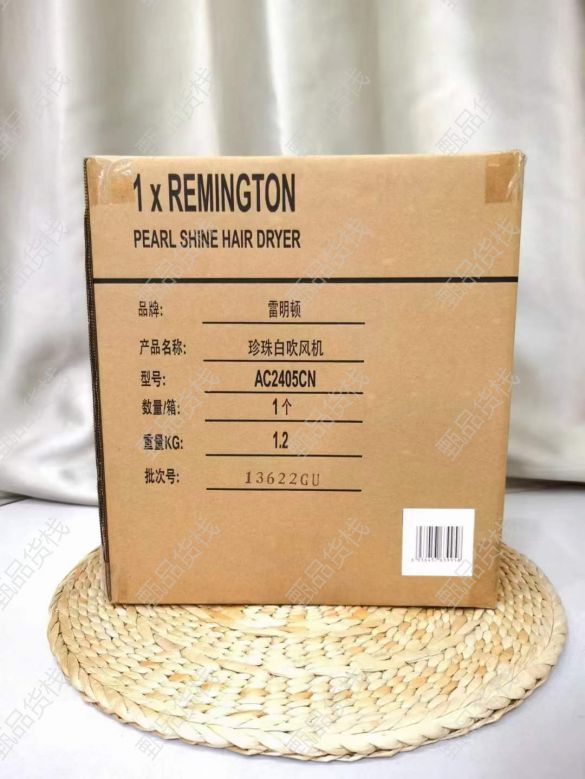 1 x REMINGTON
PEARL SHINE HAIR DRYER
品牌: 雷明顿
产品名称: 珍珠白吹风机
型号: AC2405CN
数量/箱: 1个
重量KG: 1.2
批次号: 13622GU
甄品货栈